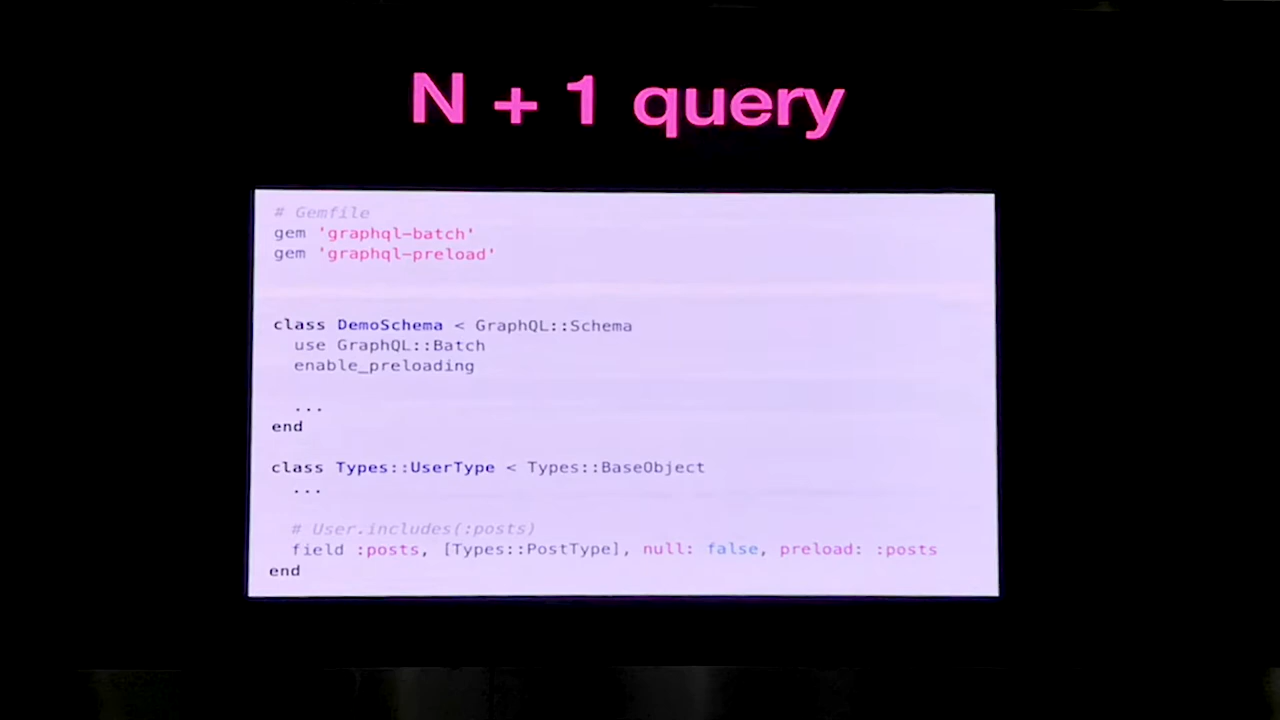 N + 1 query
# Gemfile
gem 'graphql-batch'
gem 'graphql-preload'
class DemoSchema < GraphQL::Schema
  use GraphQL::Batch
  enable_preloading
  ...
end
class Types::UserType < Types::BaseObject
  ...
  # User.includes(:posts)
  field :posts, [Types::PostType], null: false, preload: :posts
end